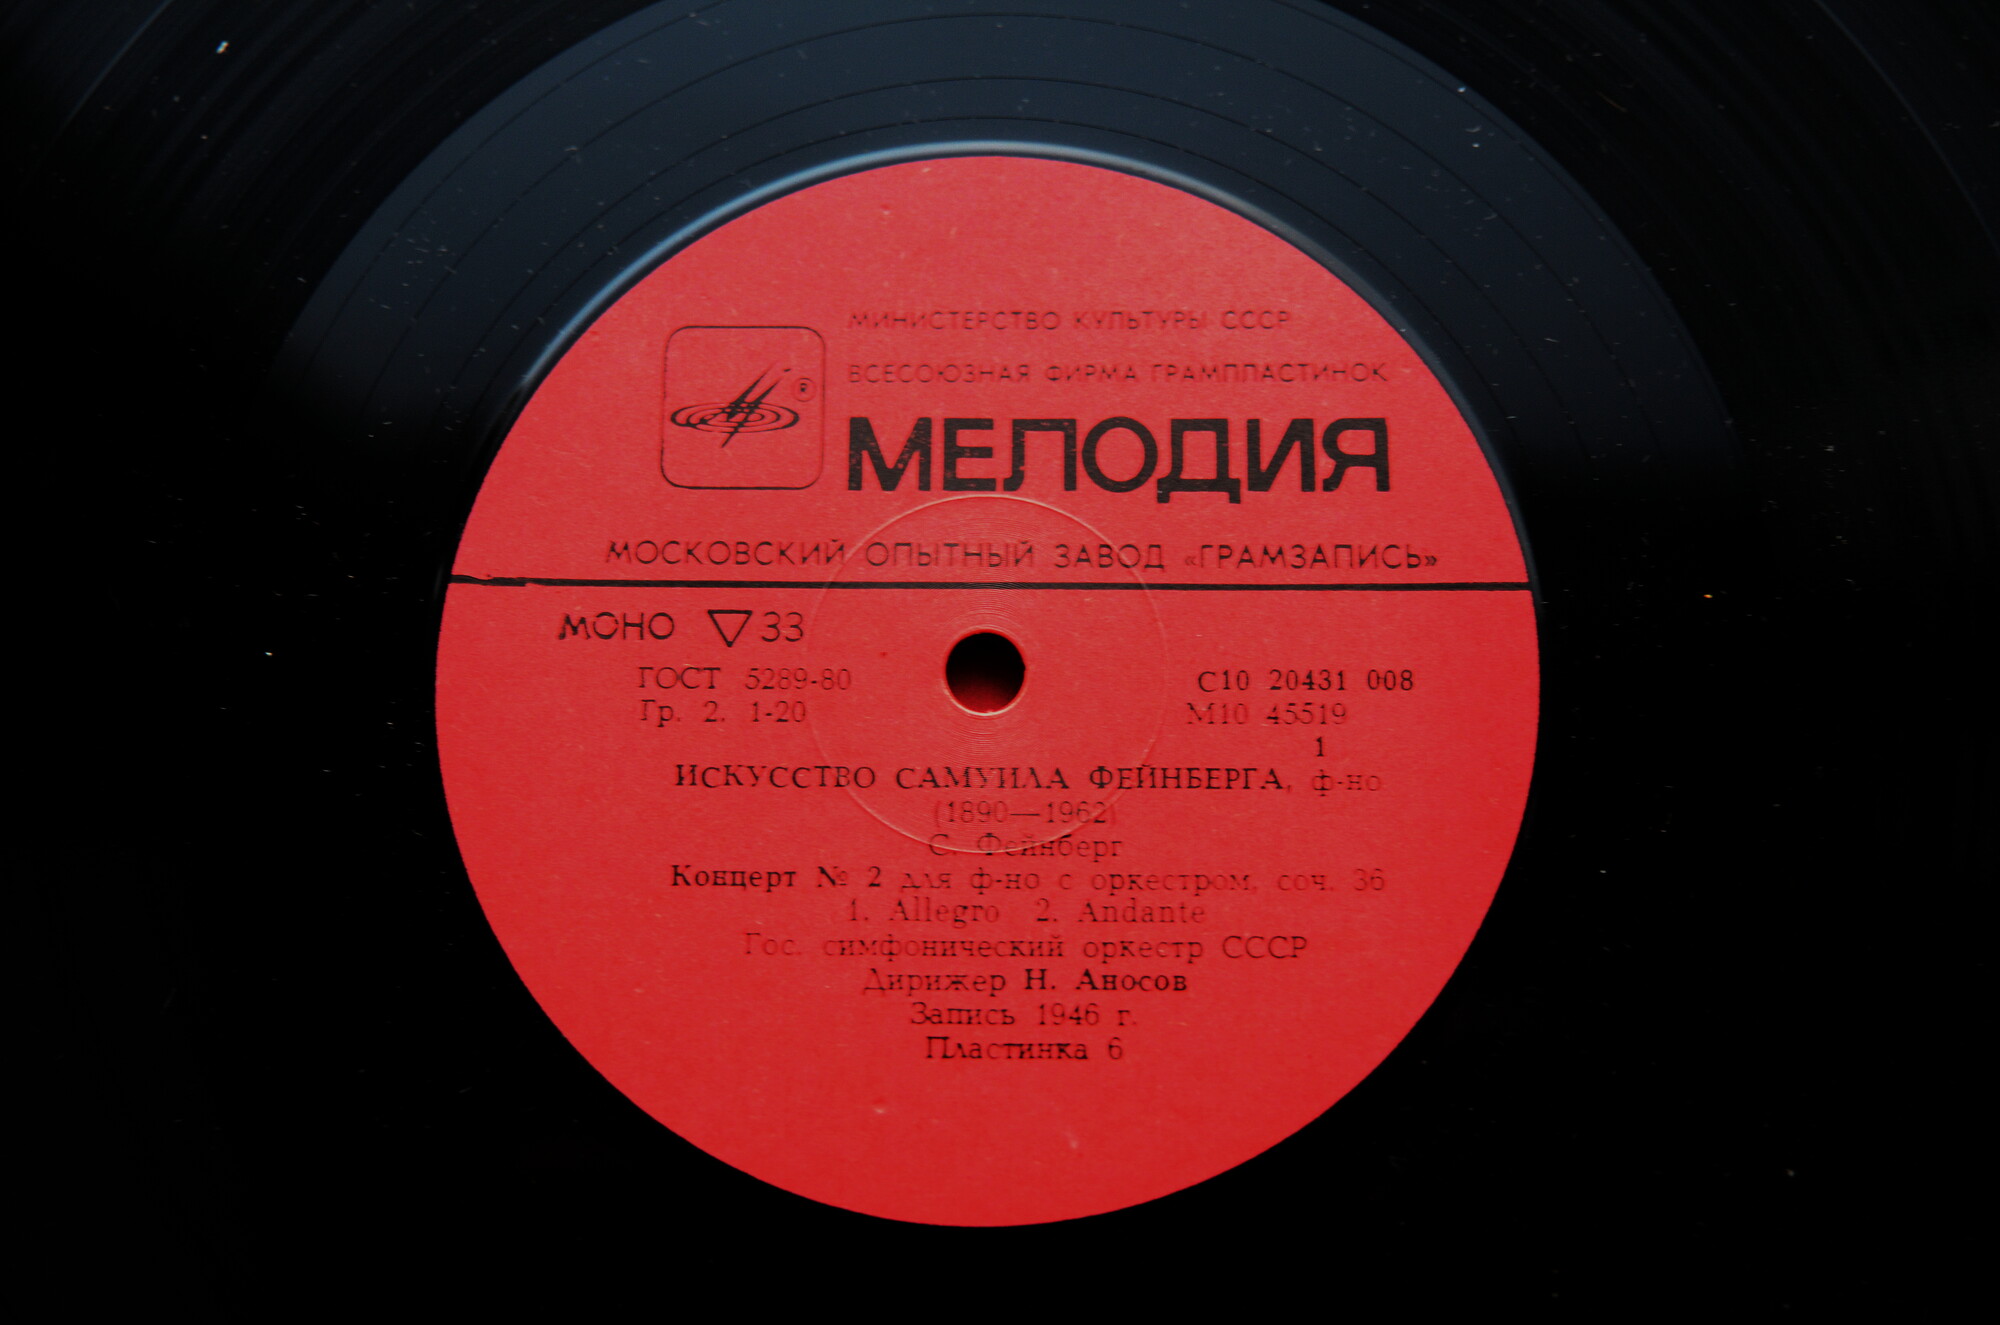 МИНИСТЕРСТВО КУЛЬТУРЫ СССР
ВСЕСОЮЗНАЯ ФИРМА ГРАМПЛАСТИНОК
®
МЕЛОДИЯ
МОСКОВСКИЙ ОПЫТНЫЙ ЗАВОД «ГРАМЗАПИСЬ»
МОНО ▽ 33
ГОСТ 5289-80 С10 20431 008
Гр. 2. 1-20 М10 45519
1
ИСКУССТВО САМУИЛА ФЕЙНБЕРГА, ф-но
(1890—1962)
С. Фейнберг
Концерт № 2 для ф-но с оркестром, соч. 36
1. Allegro 2. Andante
Гос. симфонический оркестр СССР
Дирижер Н. Аносов
Запись 1946 г.
Пластинка 6